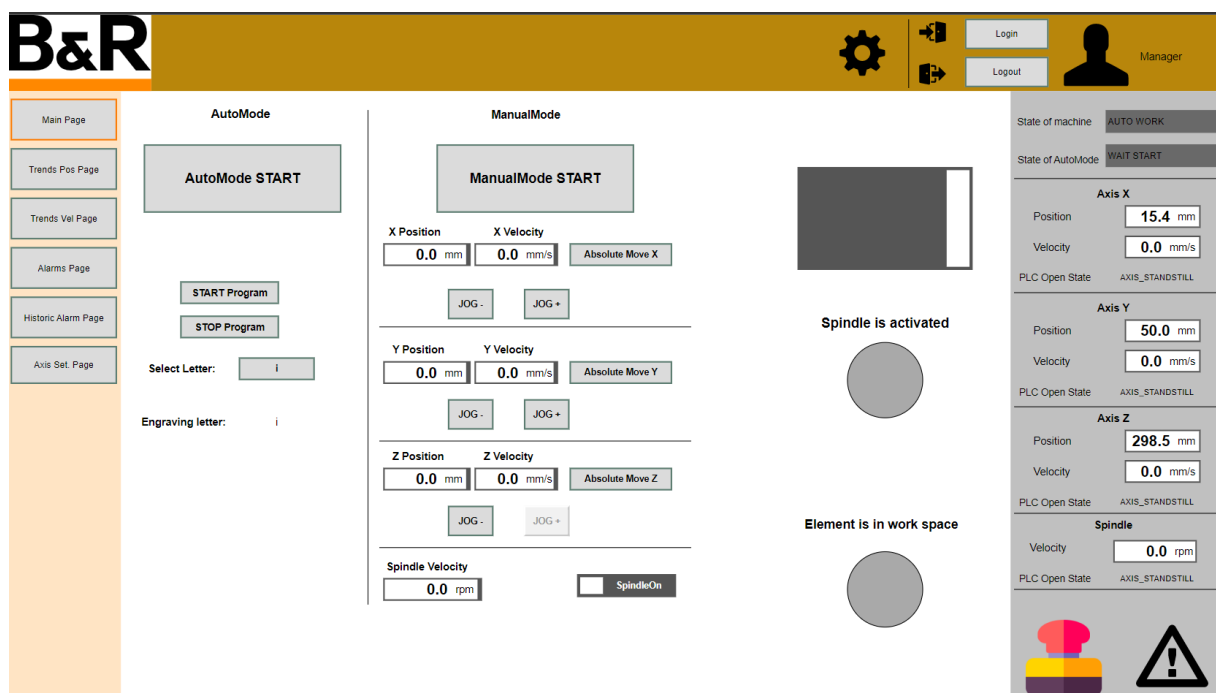 B&R
Login
Logout
Manager
Main Page
Trends Pos Page
Trends Vel Page
Alarms Page
Historic Alarm Page
Axis Set. Page
AutoMode
AutoMode START
START Program
STOP Program
Select Letter: i
Engraving letter: i
ManualMode
ManualMode START
X Position X Velocity
0.0 mm 0.0 mm/s Absolute Move X
JOG - JOG +
Y Position Y Velocity
0.0 mm 0.0 mm/s Absolute Move Y
JOG - JOG +
Z Position Z Velocity
0.0 mm 0.0 mm/s Absolute Move Z
JOG - JOG +
Spindle Velocity
0.0 rpm SpindleOn
Spindle is activated
Element is in work space
State of machine AUTO WORK
State of AutoMode WAIT START
Axis X
Position 15.4 mm
Velocity 0.0 mm/s
PLC Open State AXIS_STANDSTILL
Axis Y
Position 50.0 mm
Velocity 0.0 mm/s
PLC Open State AXIS_STANDSTILL
Axis Z
Position 298.5 mm
Velocity 0.0 mm/s
PLC Open State AXIS_STANDSTILL
Spindle
Velocity 0.0 rpm
PLC Open State AXIS_STANDSTILL